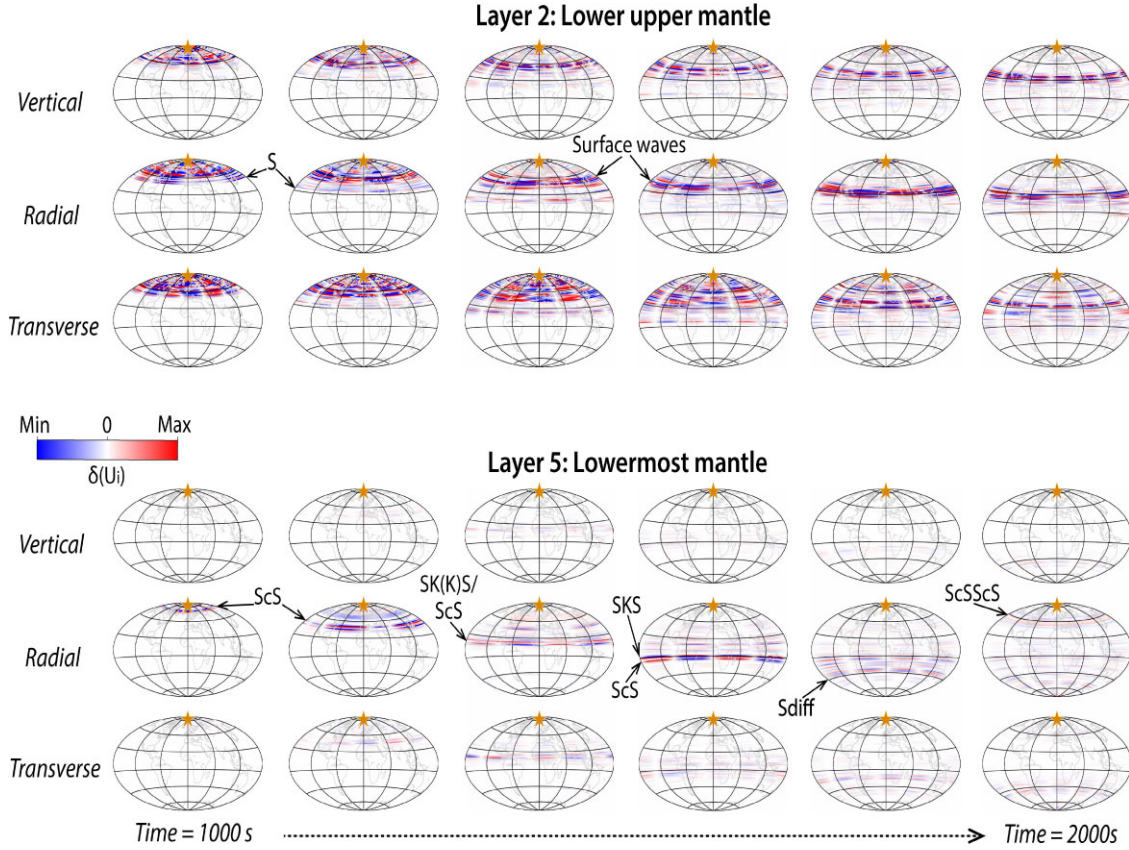 Layer 2: Lower upper mantle
Vertical
S
Surface waves
Radial
Transverse
Min 0 Max
δ(Ui)
Layer 5: Lowermost mantle
Vertical
ScS
SK(K)S/
ScS
SKS
ScS
Sdiff
ScSScS
Radial
Transverse
Time = 1000 s
Time = 2000s